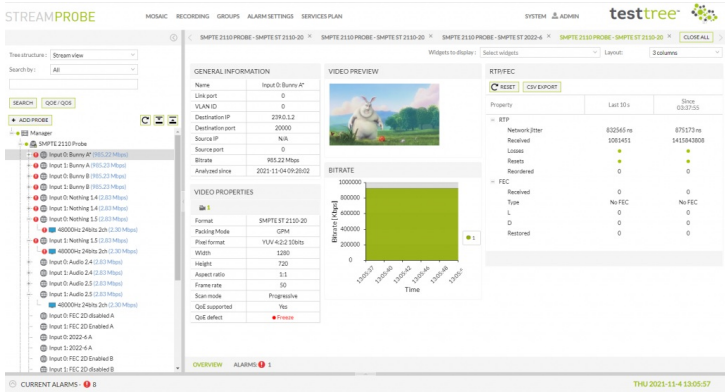 STREAMPROBE
MOSAIC RECORDING GROUPS ALARM SETTINGS SERVICES PLAN
SYSTEM ADMIN
testtree
SMPTE 2110 PROBE - SMPTE ST 2110-20 × SMPTE 2110 PROBE - SMPTE ST 2110-20 × SMPTE 2110 PROBE - SMPTE ST 2022-6 × SMPTE 2110 PROBE - SMPTE ST 2110-20 × CLOSE ALL
Widgets to display: Select widgets Layout: 3 columns
Tree structure: Stream view
Search by: All
SEARCH QOE / QOS
+ ADD PROBE
Manager
SMPTE 2110 Probe
Input 0: Bunny A* (985.22 Mbps)
Input 1: Bunny A (985.23 Mbps)
Input 0: Bunny B (985.23 Mbps)
Input 1: Bunny B (985.23 Mbps)
Input 0: Nothing 1.4 (2.83 Mbps)
Input 1: Nothing 1.4 (2.83 Mbps)
Input 0: Nothing 1.5 (2.83 Mbps)
48000Hz 24bits 2ch (2.30 Mbps)
Input 1: Nothing 1.5 (2.83 Mbps)
48000Hz 24bits 2ch (2.30 Mbps)
Input 0: Audio 2.4 (2.83 Mbps)
Input 1: Audio 2.4 (2.83 Mbps)
Input 0: Audio 2.5 (2.83 Mbps)
Input 1: Audio 2.5 (2.83 Mbps)
48000Hz 24bits 2ch (2.30 Mbps)
Input 0: FEC 2D disabled A
Input 1: FEC 2D Enabled A
Input 0: 2022-6 A
Input 1: 2022-6 A
Input 0: FEC 2D Enabled B
Input 1: FEC 2D disabled B
GENERAL INFORMATION
Name Input 0: Bunny A*
Link port 0
VLAN ID 0
Destination IP 239.0.1.2
Destination port 20000
Source IP N/A
Source port 0
Bitrate 985.22 Mbps
Analyzed since 2021-11-04 09:28:02
VIDEO PROPERTIES
1
Format SMPTE ST 2110-20
Packing Mode GPM
Pixel format YUV 4:2:2 10bits
Width 1280
Height 720
Aspect ratio 1:1
Frame rate 50
Scan mode Progressive
QoE supported Yes
QoE defect Freeze
VIDEO PREVIEW
BITRATE
Bitrate [Kbps]
1000000
800000
600000
400000
200000
0
13:05:37 13:05:40 13:05:42 13:05:46 13:05:48
Time
1
RTP/FEC
RESET CSV EXPORT
Property Last 10 s Since 03:37:55
RTP
Network Jitter 832565 ns 875173 ns
Received 1081451 1415843808
Losses
Resets
Reordered 0 0
FEC
Received 0 0
Type No FEC No FEC
L 0 0
D 0 0
Restored 0 0
OVERVIEW ALARMS: 1
CURRENT ALARMS - 8
THU 2021-11-4 13:05:57